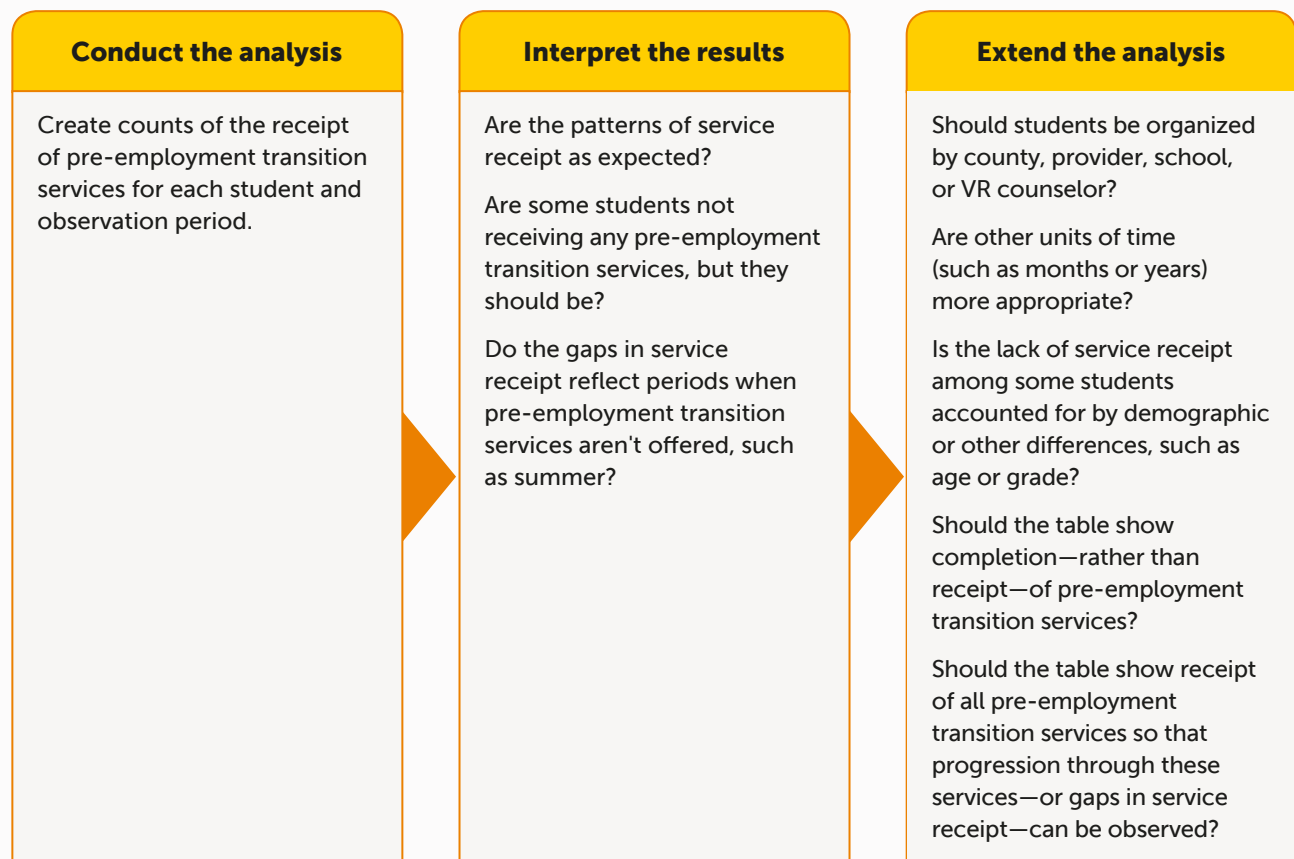 Conduct the analysis
Create counts of the receipt
of pre-employment transition
services for each student and
observation period.
Interpret the results
Are the patterns of service
receipt as expected?
Are some students not
receiving any pre-employment
transition services, but they
should be?
Do the gaps in service
receipt reflect periods when
pre-employment transition
services aren't offered, such
as summer?
Extend the analysis
Should students be organized
by county, provider, school,
or VR counselor?
Are other units of time
(such as months or years)
more appropriate?
Is the lack of service receipt
among some students
accounted for by demographic
or other differences, such as
age or grade?
Should the table show
completion—rather than
receipt—of pre-employment
transition services?
Should the table show receipt
of all pre-employment
transition services so that
progression through these
services—or gaps in service
receipt—can be observed?